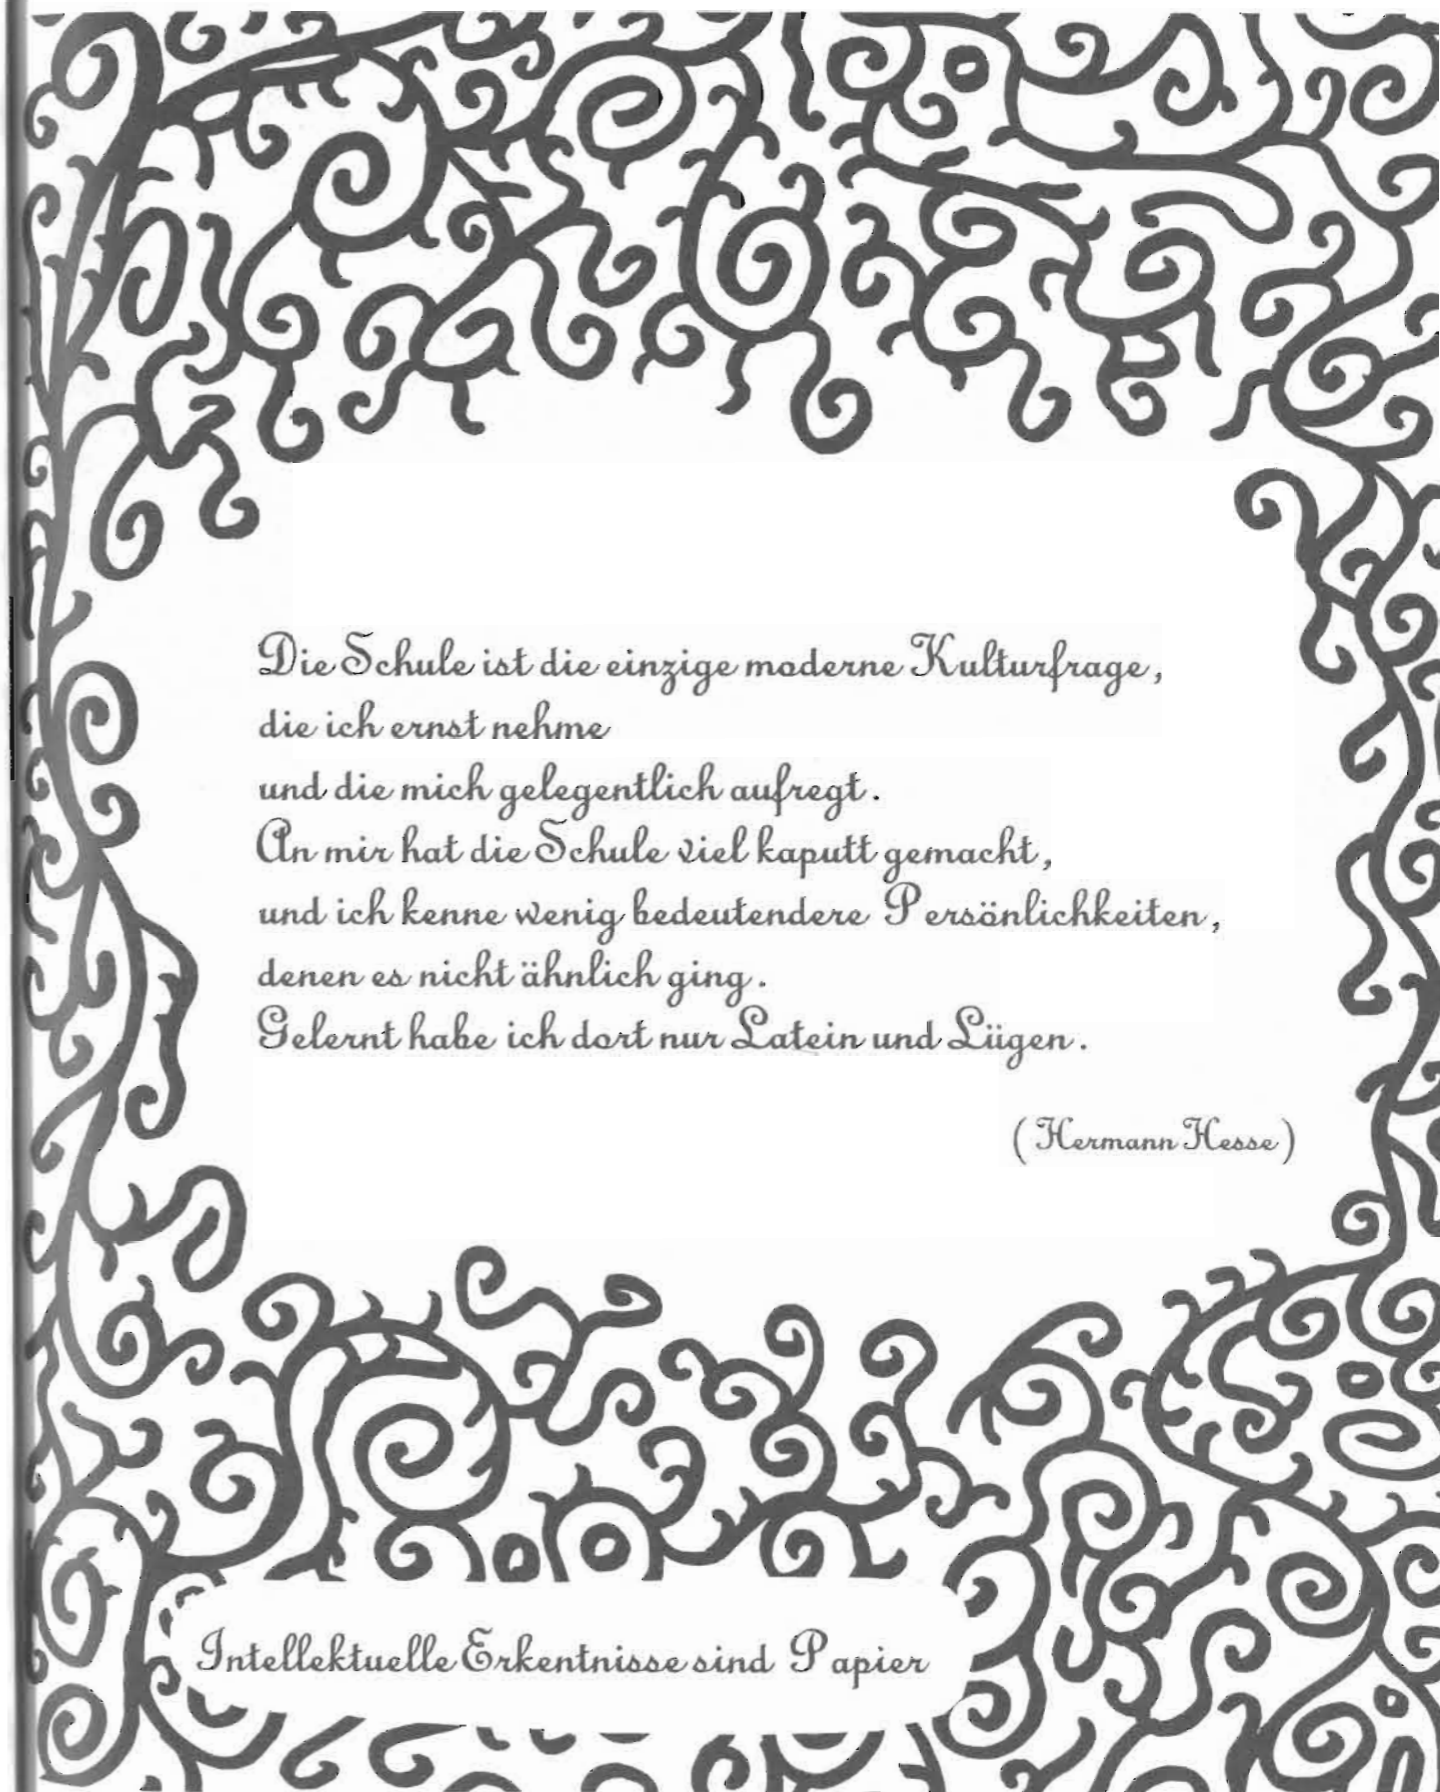 Die Schule ist die einzige moderne Kulturfrage,
die ich ernst nehme
und die mich gelegentlich aufregt.
An mir hat die Schule viel kaputt gemacht,
und ich kenne wenig bedeutendere Persönlichkeiten,
denen es nicht ähnlich ging.
Gelernt habe ich dort nur Latein und Lügen.
(Hermann Hesse)
Intellektuelle Erkentnisse sind Papier